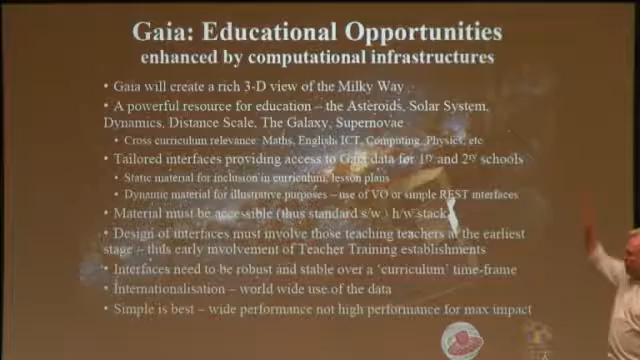 Gaia: Educational Opportunities
enhanced by computational infrastructures
• Gaia will create a rich 3-D view of the Milky Way
• A powerful resource for education – the Asteroids, Solar System,
Dynamics, Distance Scale, The Galaxy, Supernovae
• Cross curriculum relevance: Maths, English, ICT, Computing, Physics, etc
• Tailored interfaces providing access to Gaia data for 1ry and 2ry schools
• Static material for inclusion in curriculum, lesson plans
• Dynamic material for illustrative purposes – use of VO or simple REST interfaces
• Material must be accessible (thus standard s/w, h/w stack)
• Design of interfaces must involve those teaching teachers at the earliest
stage – thus early involvement of Teacher Training establishments
• Interfaces need to be robust and stable over a 'curriculum' time-frame
• Internationalisation – world wide use of the data
• Simple is best – wide performance not high performance for max impact